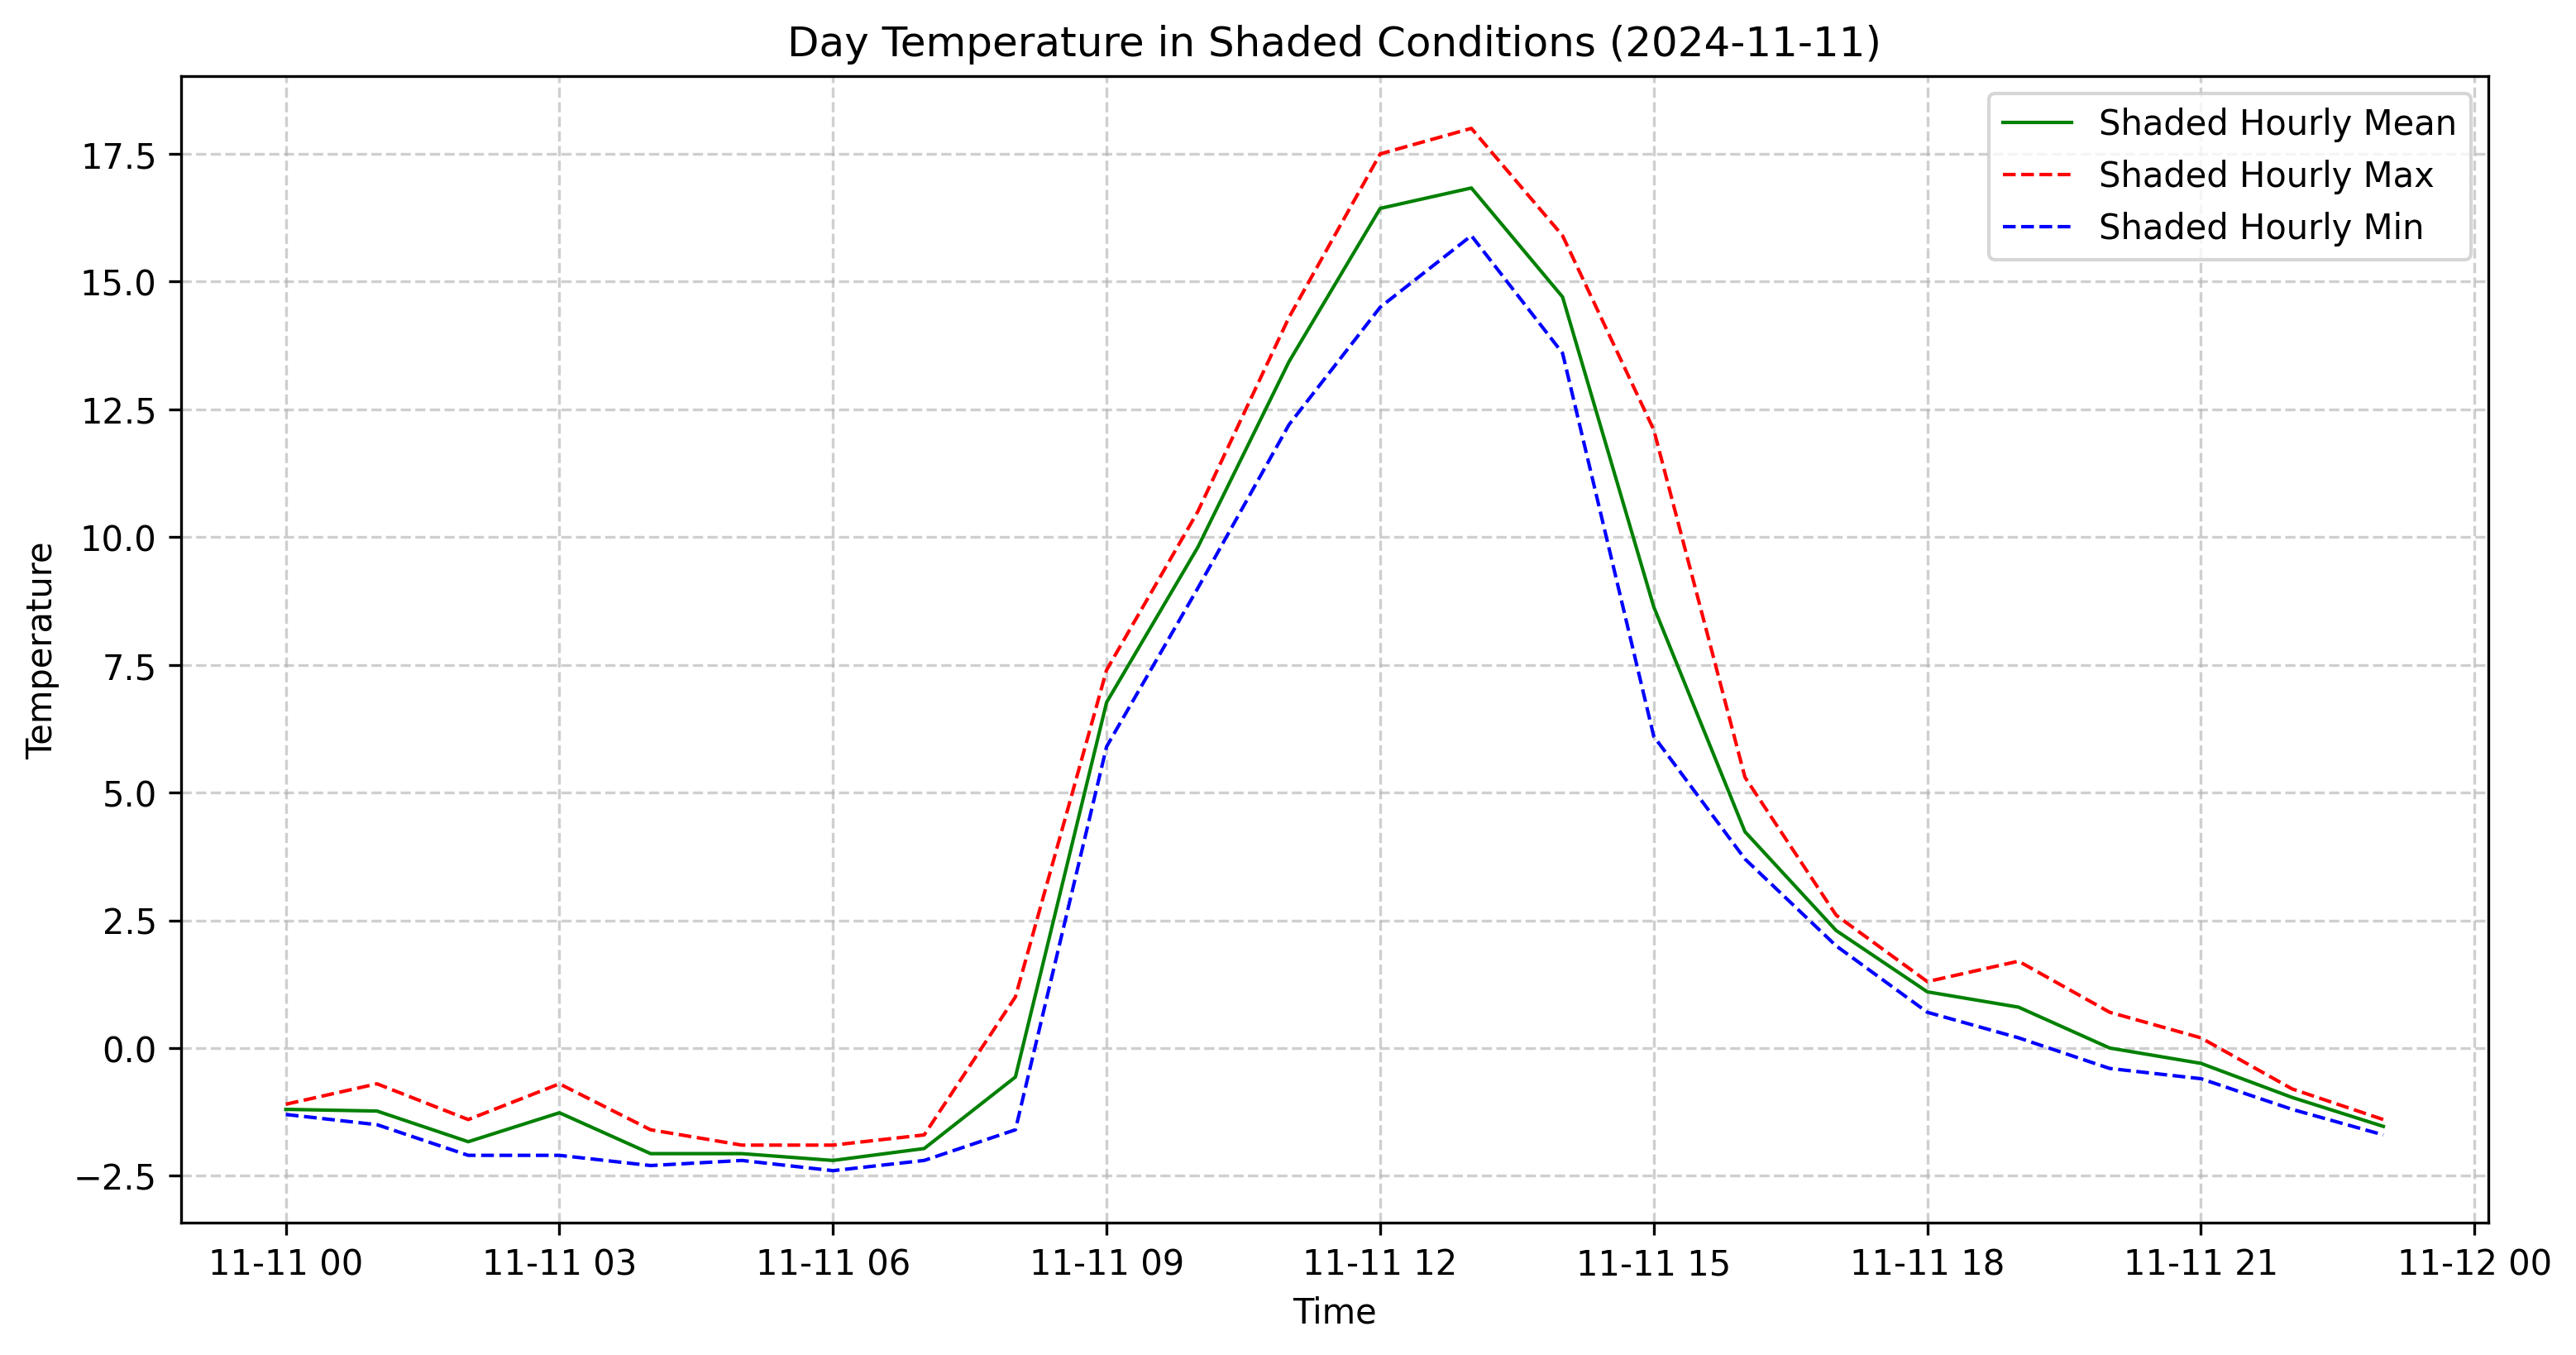 Day Temperature in Shaded Conditions (2024-11-11)
Shaded Hourly Mean
Shaded Hourly Max
Shaded Hourly Min
Temperature
17.5
15.0
12.5
10.0
7.5
5.0
2.5
0.0
−2.5
11-11 00 11-11 03 11-11 06 11-11 09 11-11 12 11-11 15 11-11 18 11-11 21 11-12 00
Time